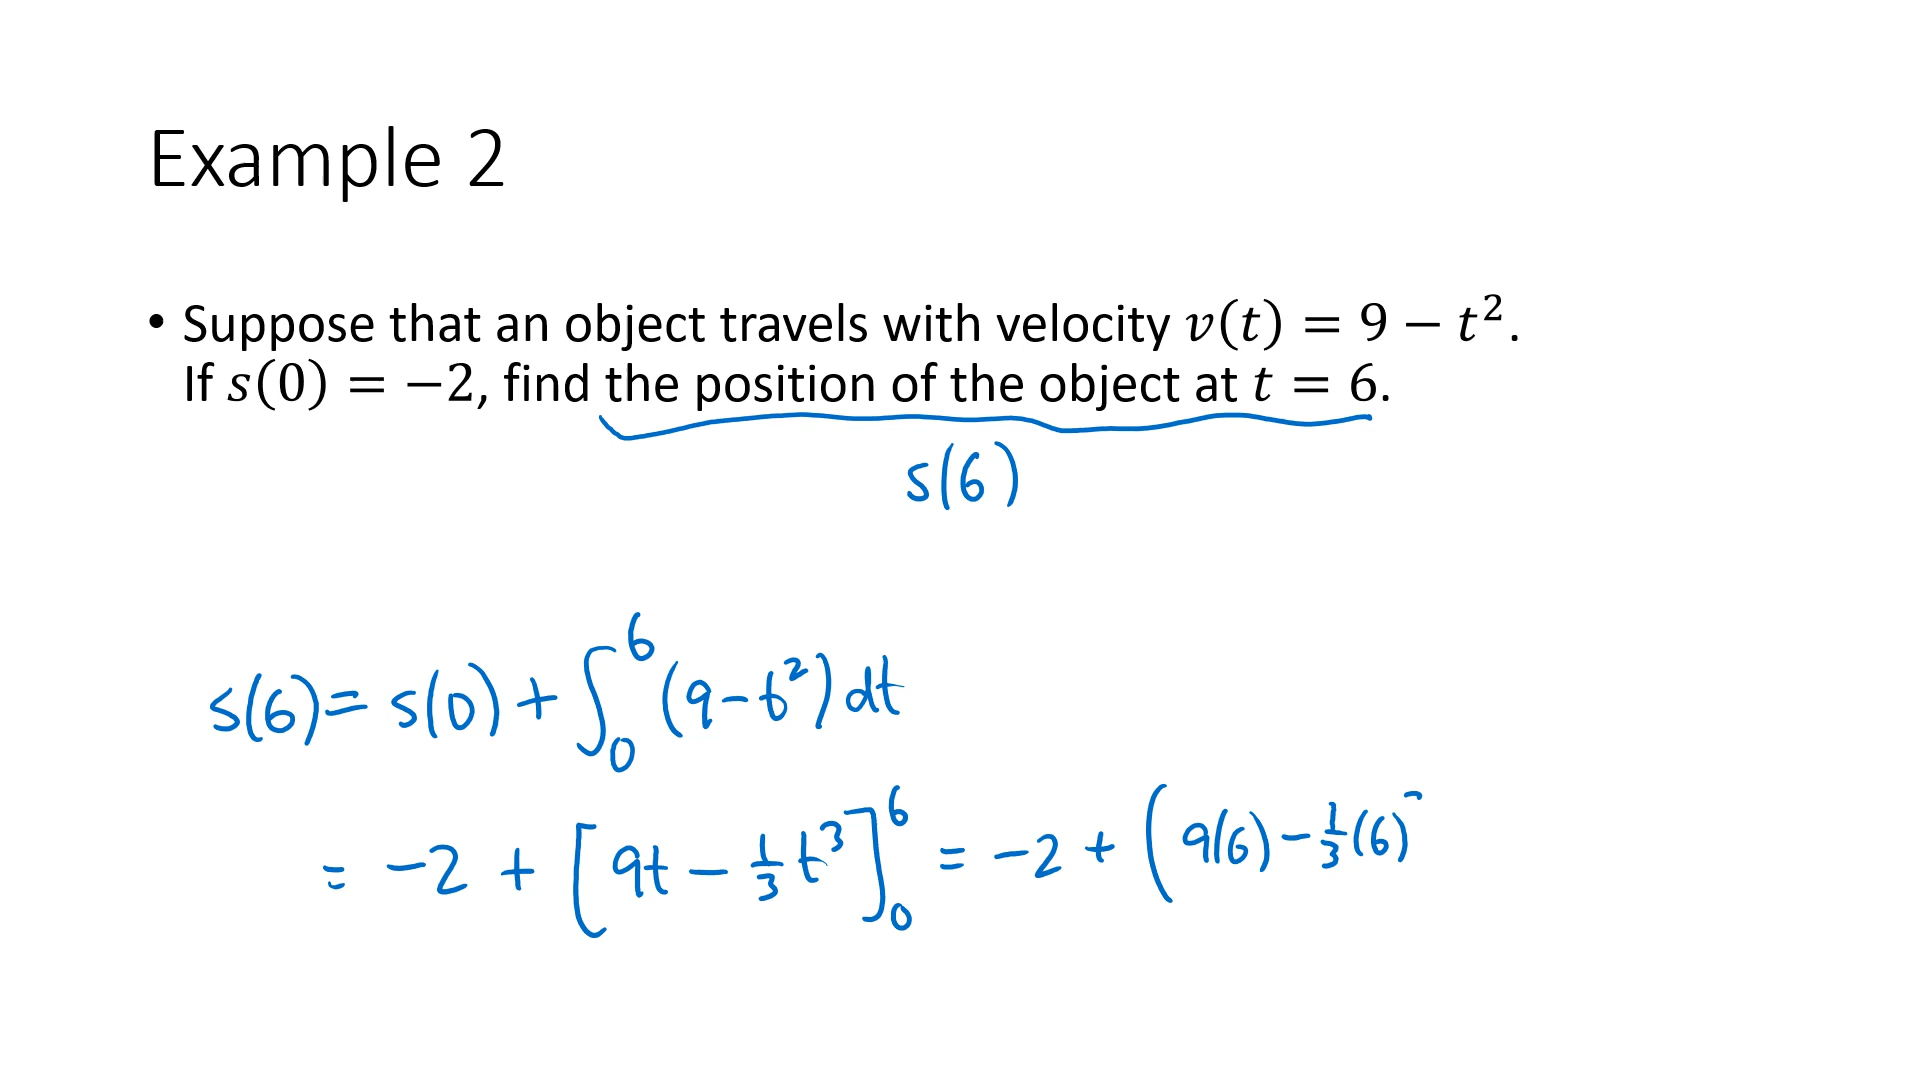 Example 2
• Suppose that an object travels with velocity v(t) = 9 − t².
If s(0) = −2, find the position of the object at t = 6.
s(6)
s(6) = s(0) + ∫₀⁶ (9 − t²) dt
= −2 + [9t − ⅓ t³]₀⁶ = −2 + (9(6) − ⅓(6)